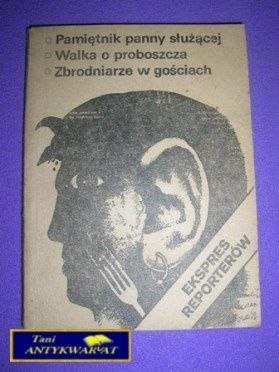 Pamiętnik panny służącej
Walka o proboszcza
Zbrodniarze w gościach
EKSPRES
REPORTERÓW
Tani
ANTYKWARIAT